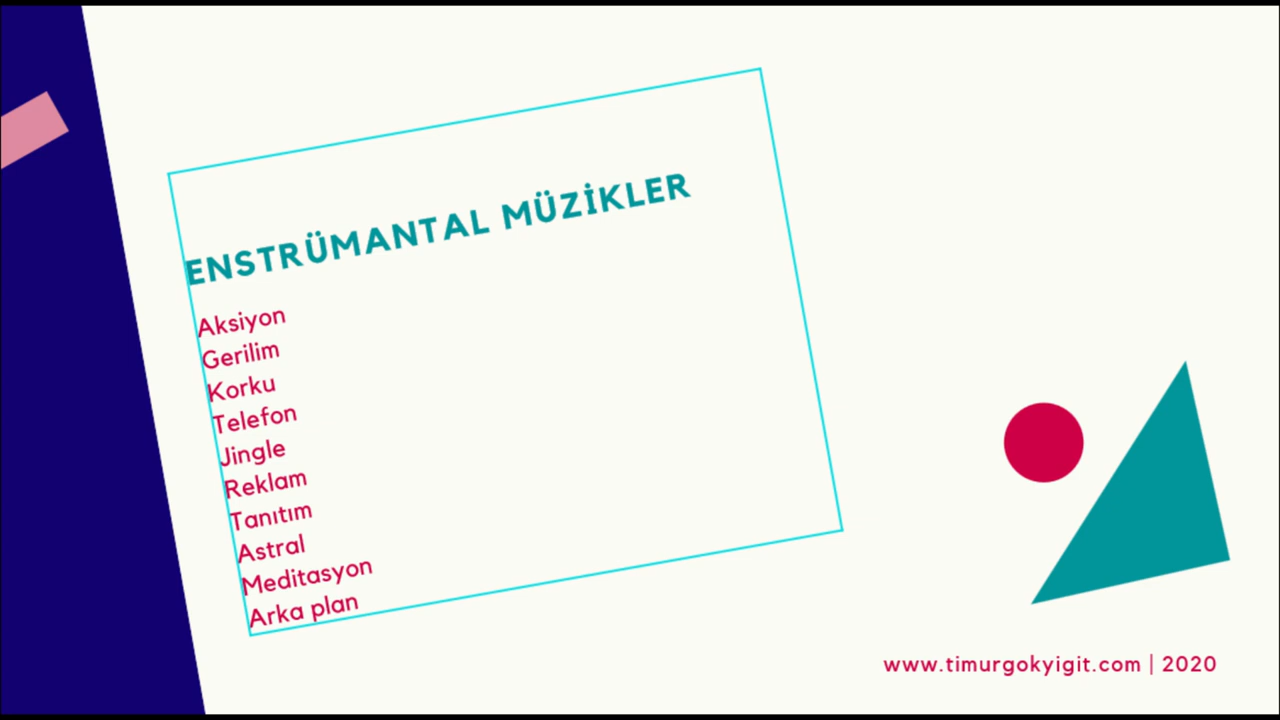 ENSTRÜMANTAL MÜZİKLER
Aksiyon
Gerilim
Korku
Telefon
Jingle
Reklam
Tanıtım
Astral
Meditasyon
Arka plan
www.timurgokyigit.com | 2020